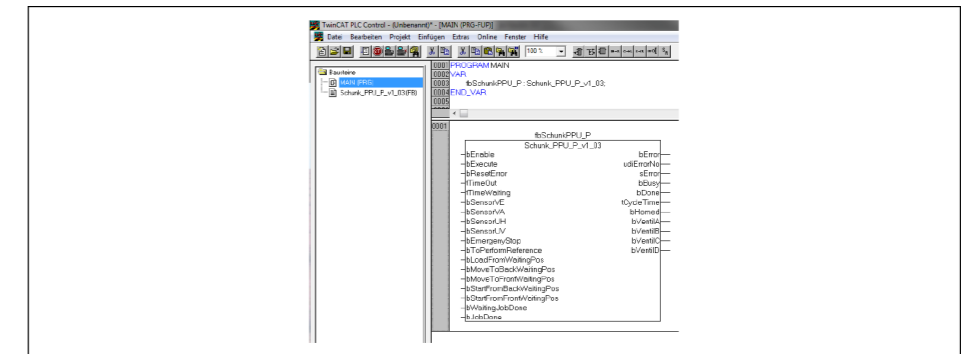 TwinCAT PLC Control - (Unbenannt)* - [MAIN (PRG-FUP)]
Datei Bearbeiten Projekt Einfügen Extras Online Fenster Hilfe
100 %
Bausteine
MAIN (PRG)
Schunk_PPU_P_v1_03 (FB)
0001 PROGRAM MAIN
0002 VAR
0003 fbSchunkPPU_P : Schunk_PPU_P_v1_03;
0004 END_VAR
0005
0001
fbSchunkPPU_P
Schunk_PPU_P_v1_03
bEnable bError
bExecute udiErrorNo
bResetError sError
tTimeOut bBusy
tTimeWaiting bDone
bSensorVE tCycleTime
bSensorVA bHomed
bSensorUH bVentilA
bSensorUV bVentilB
bEmergenyStop bVentilC
bToPerformReference bVentilD
bLoadFromWaitingPos
bMoveToBackWaitingPos
bMoveToFrontWaitingPos
bStartFromBackWaitingPos
bStartFromFrontWaitingPos
bWaitingJobDone
bJobDone